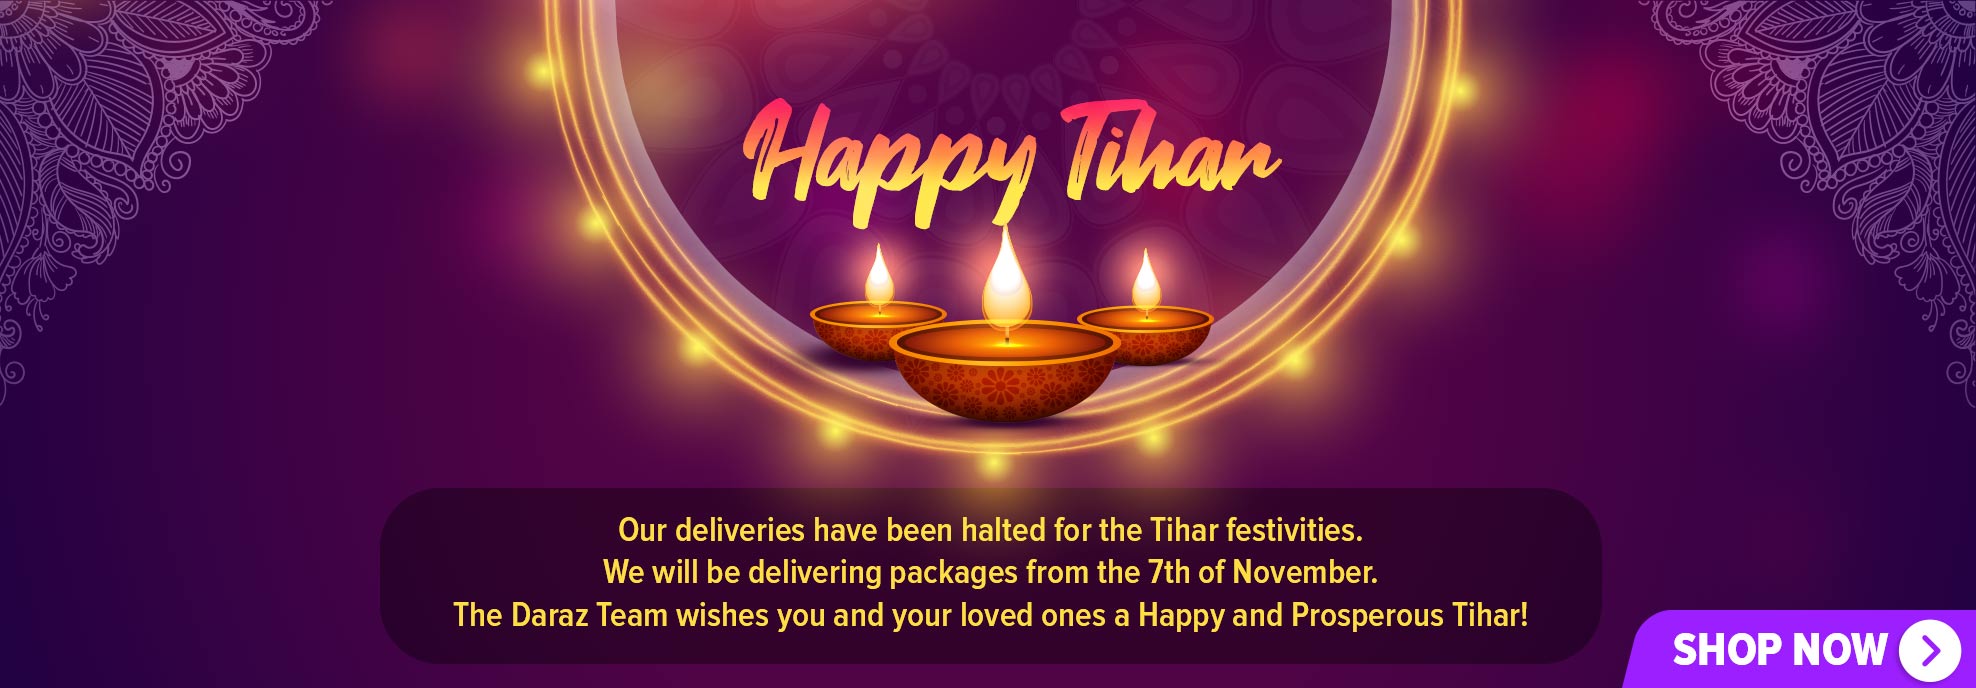 Happy Tihar
Our deliveries have been halted for the Tihar festivities.
We will be delivering packages from the 7th of November.
The Daraz Team wishes you and your loved ones a Happy and Prosperous Tihar!
SHOP NOW